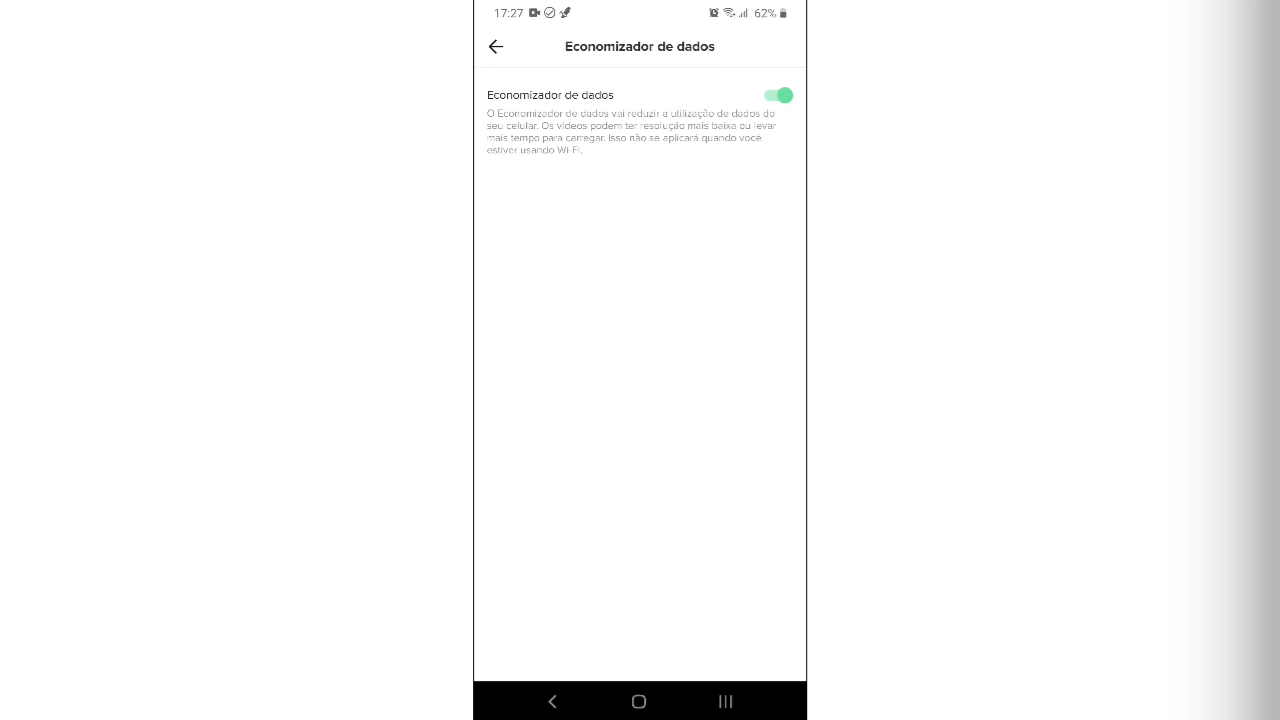 17:27 62%
Economizador de dados
Economizador de dados
O Economizador de dados vai reduzir a utilização de dados do
seu celular. Os vídeos podem ter resolução mais baixa ou levar
mais tempo para carregar. Isso não se aplicará quando você
estiver usando Wi-Fi.